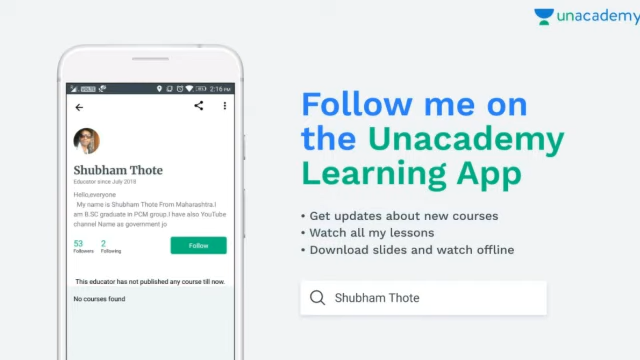 unacademy
2:16 PM
Shubham Thote
Educator since July 2018
Hello,everyone
My name is Shubham Thote From Maharashtra.I
am B.SC graduate in PCM group.I have also YouTube
channel Name as government jo
53
Followers
2
Following
Follow
This educator has not published any course till now.
No courses found
Follow me on
the Unacademy
Learning App
• Get updates about new courses
• Watch all my lessons
• Download slides and watch offline
Shubham Thote